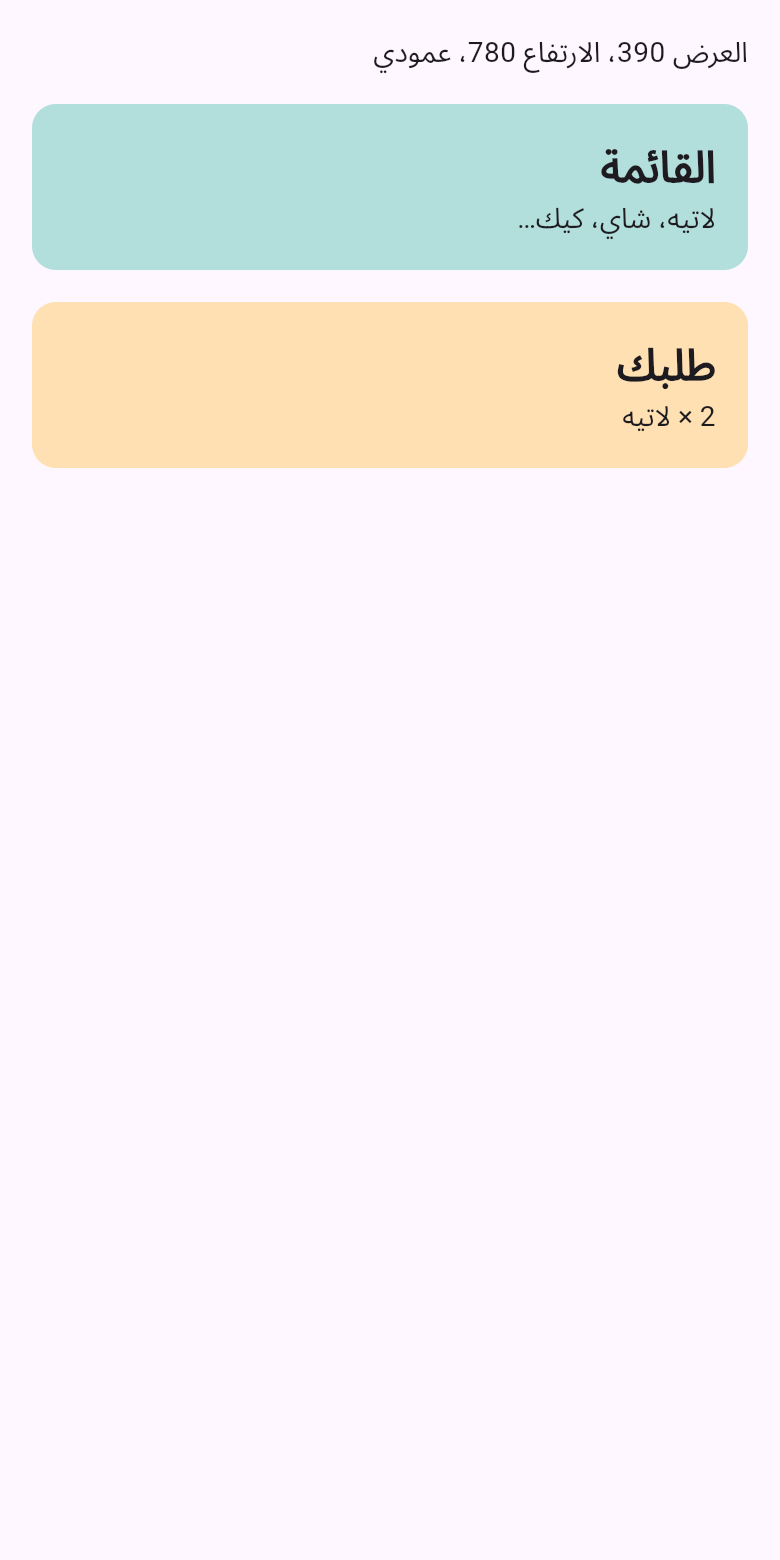 العرض 390، الارتفاع 780، عمودي
القائمة
لاتيه، شاي، كيك...
طلبك
2 × لاتيه